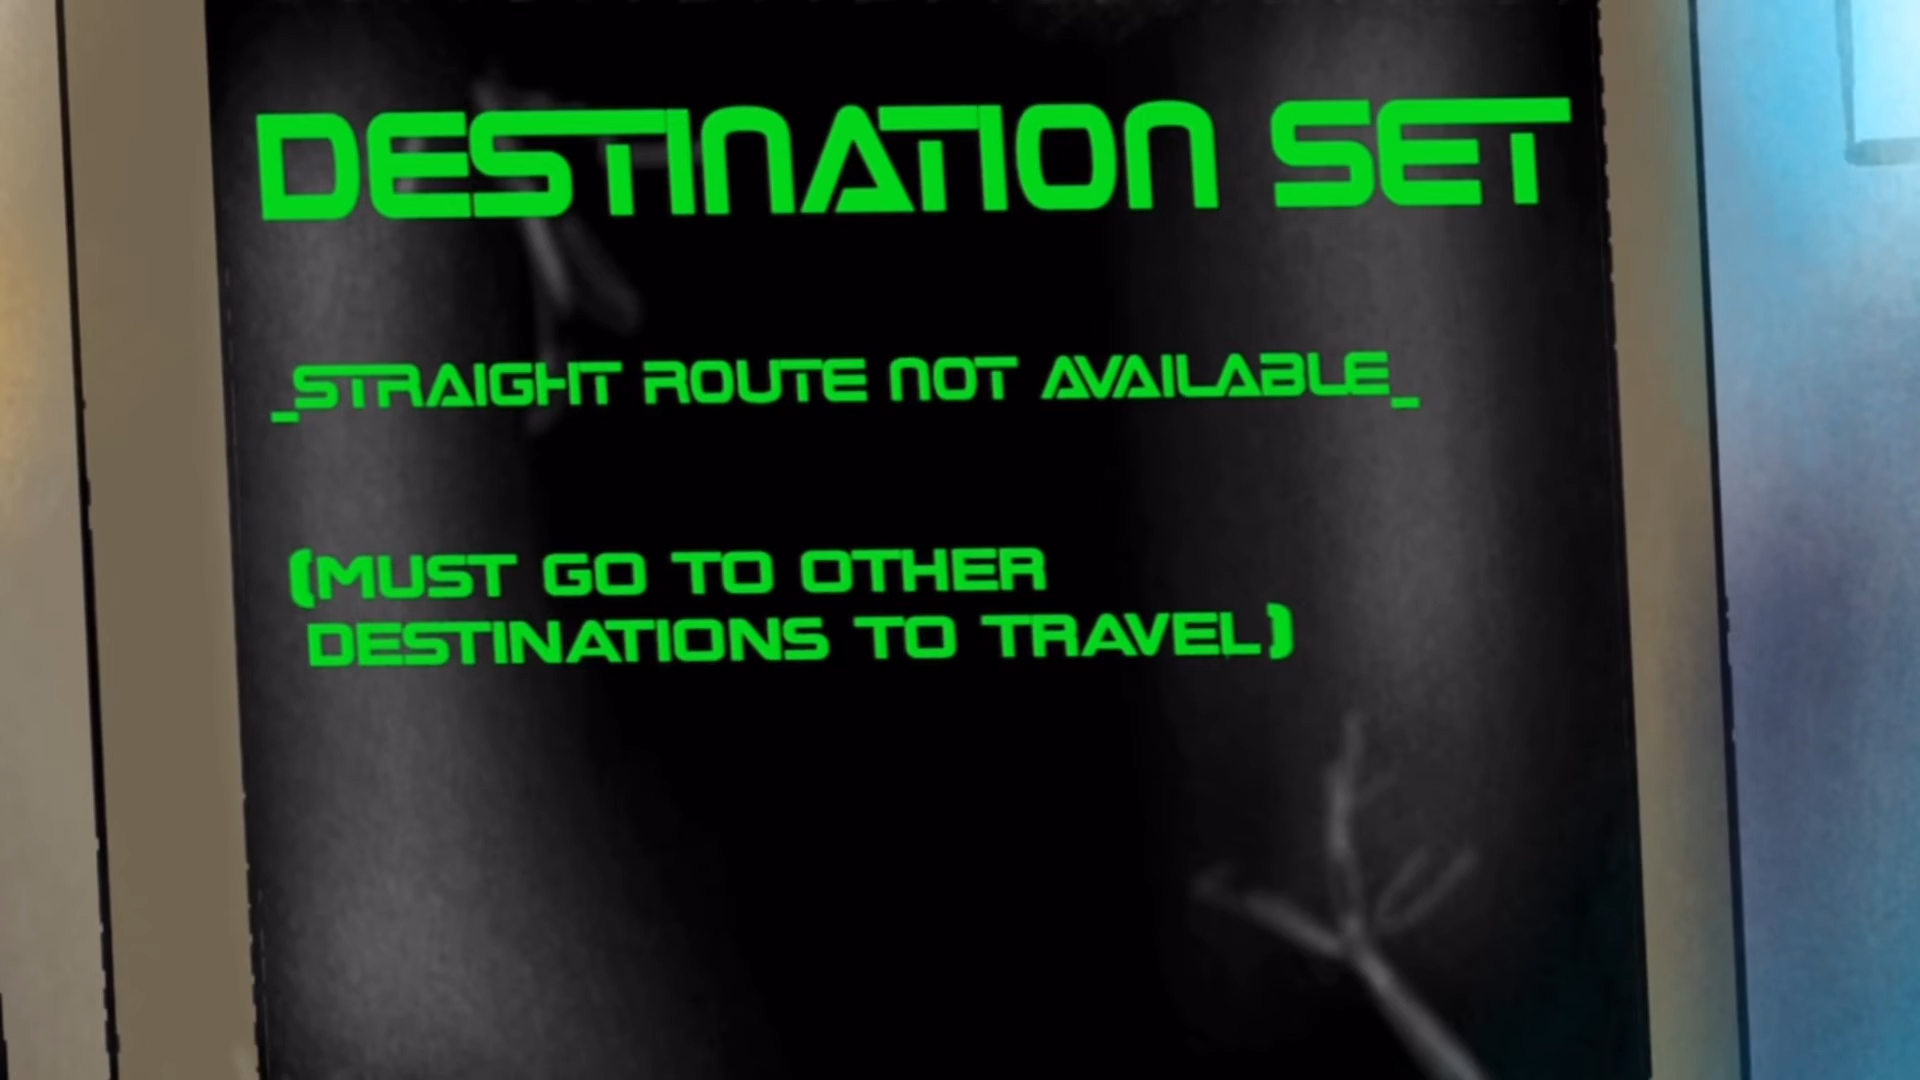 DESTINATION SET
_STRAIGHT ROUTE NOT AVAILABLE_
(MUST GO TO OTHER
DESTINATIONS TO TRAVEL)